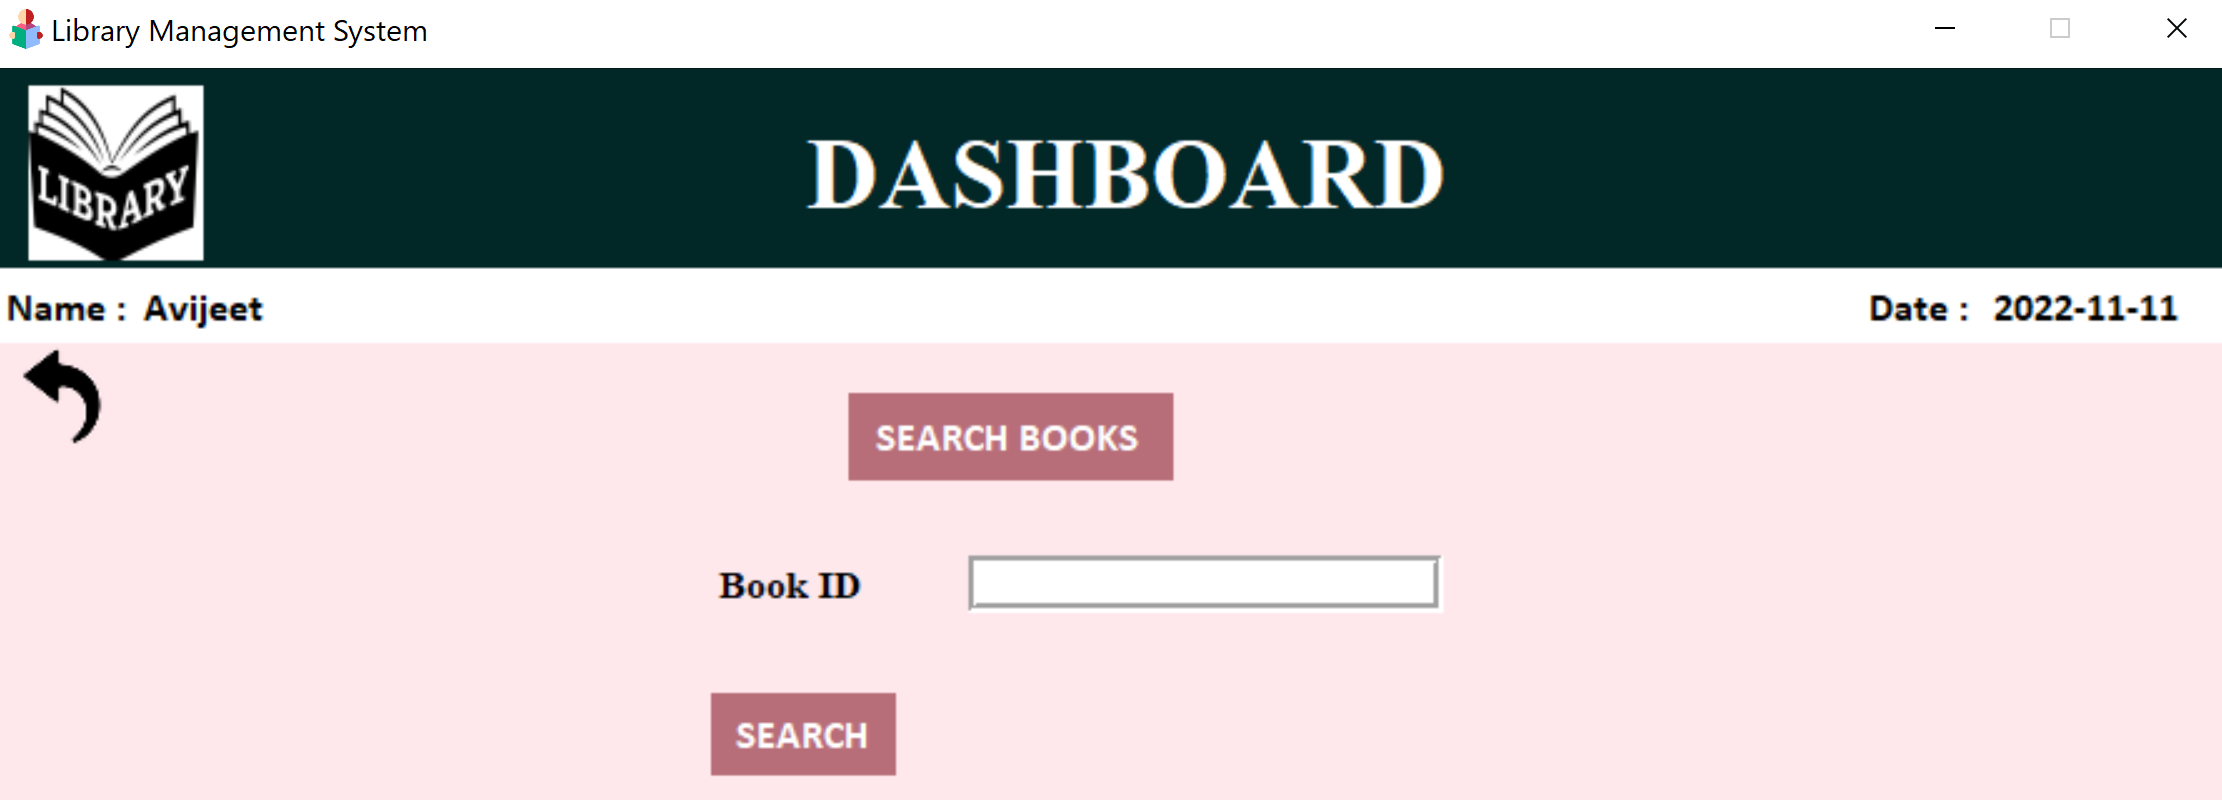 Library Management System
LIBRARY
DASHBOARD
Name : Avijeet
Date : 2022-11-11
SEARCH BOOKS
Book ID
SEARCH